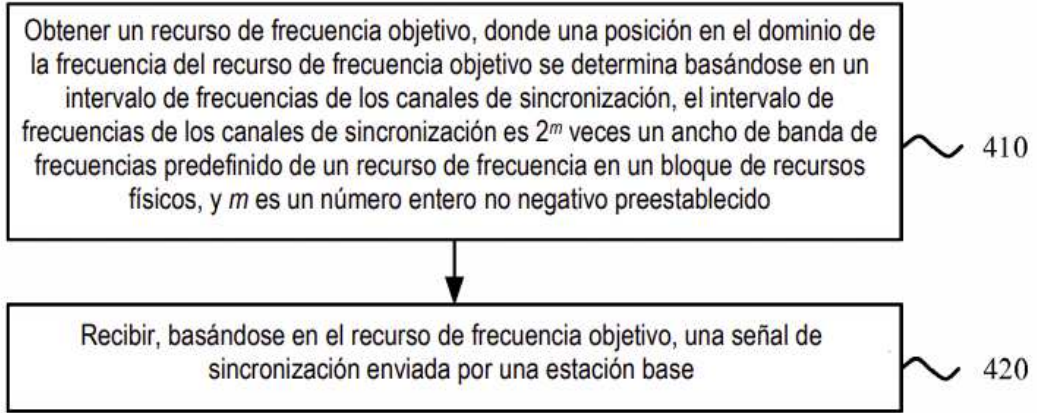 Obtener un recurso de frecuencia objetivo, donde una posición en el dominio de
la frecuencia del recurso de frecuencia objetivo se determina basándose en un
intervalo de frecuencias de los canales de sincronización, el intervalo de
frecuencias de los canales de sincronización es 2^m veces un ancho de banda de
frecuencias predefinido de un recurso de frecuencia en un bloque de recursos
físicos, y m es un número entero no negativo preestablecido
410
Recibir, basándose en el recurso de frecuencia objetivo, una señal de
sincronización enviada por una estación base
420